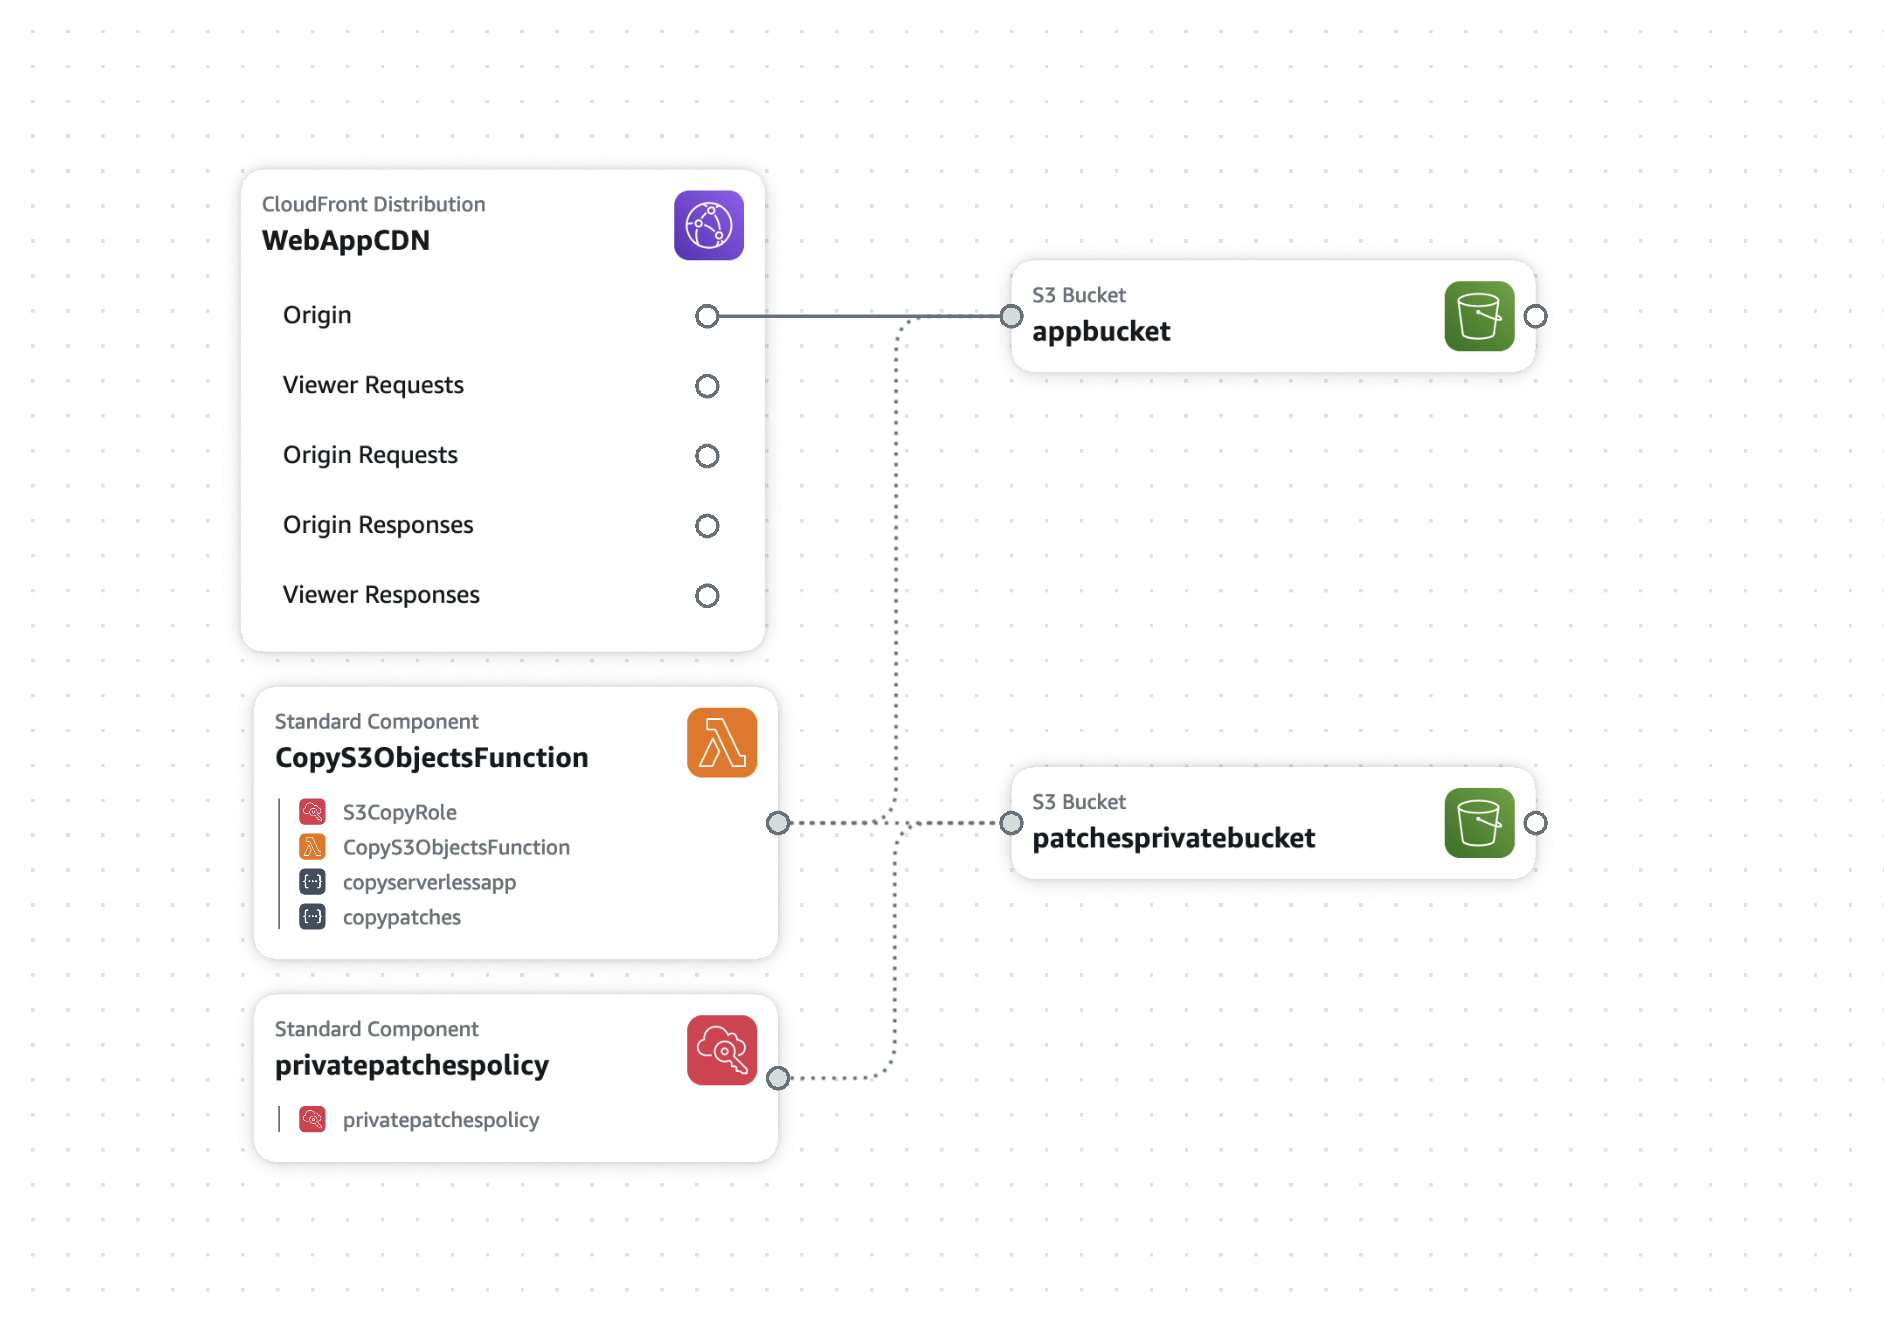 CloudFront Distribution
WebAppCDN
Origin
Viewer Requests
Origin Requests
Origin Responses
Viewer Responses
S3 Bucket
appbucket
Standard Component
CopyS3ObjectsFunction
S3CopyRole
CopyS3ObjectsFunction
copyserverlessapp
copypatches
S3 Bucket
patchesprivatebucket
Standard Component
privatepatchespolicy
privatepatchespolicy